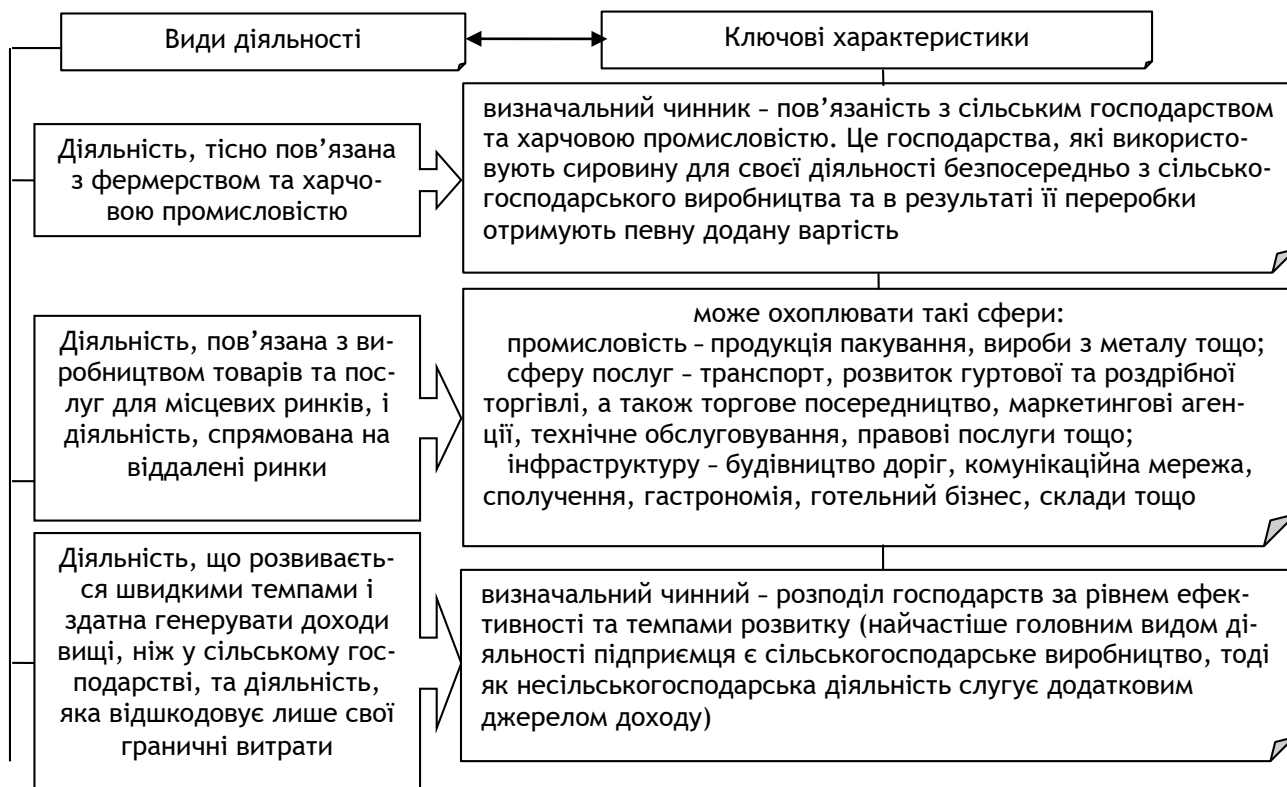 Види діяльності
Ключові характеристики
Діяльність, тісно пов’язана
з фермерством та харчо-
вою промисловістю
визначальний чинник – пов’язаність з сільським господарством
та харчовою промисловістю. Це господарства, які використо-
вують сировину для своєї діяльності безпосередньо з сільсько-
господарського виробництва та в результаті її переробки
отримують певну додану вартість
Діяльність, пов’язана з ви-
робництвом товарів та пос-
луг для місцевих ринків, і
діяльність, спрямована на
віддалені ринки
може охоплювати такі сфери:
промисловість – продукція пакування, вироби з металу тощо;
сферу послуг – транспорт, розвиток гуртової та роздрібної
торгівлі, а також торгове посередництво, маркетингові аген-
ції, технічне обслуговування, правові послуги тощо;
інфраструктуру – будівництво доріг, комунікаційна мережа,
сполучення, гастрономія, готельний бізнес, склади тощо
Діяльність, що розвиваєть-
ся швидкими темпами і
здатна генерувати доходи
вищі, ніж у сільському гос-
подарстві, та діяльність,
яка відшкодовує лише свої
граничні витрати
визначальний чинний – розподіл господарств за рівнем ефек-
тивності та темпами розвитку (найчастіше головним видом ді-
яльності підприємця є сільськогосподарське виробництво, тоді
як несільськогосподарська діяльність слугує додатковим
джерелом доходу)